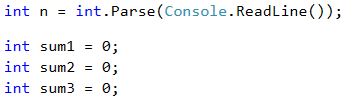 int n = int.Parse(Console.ReadLine());
int sum1 = 0;
int sum2 = 0;
int sum3 = 0;